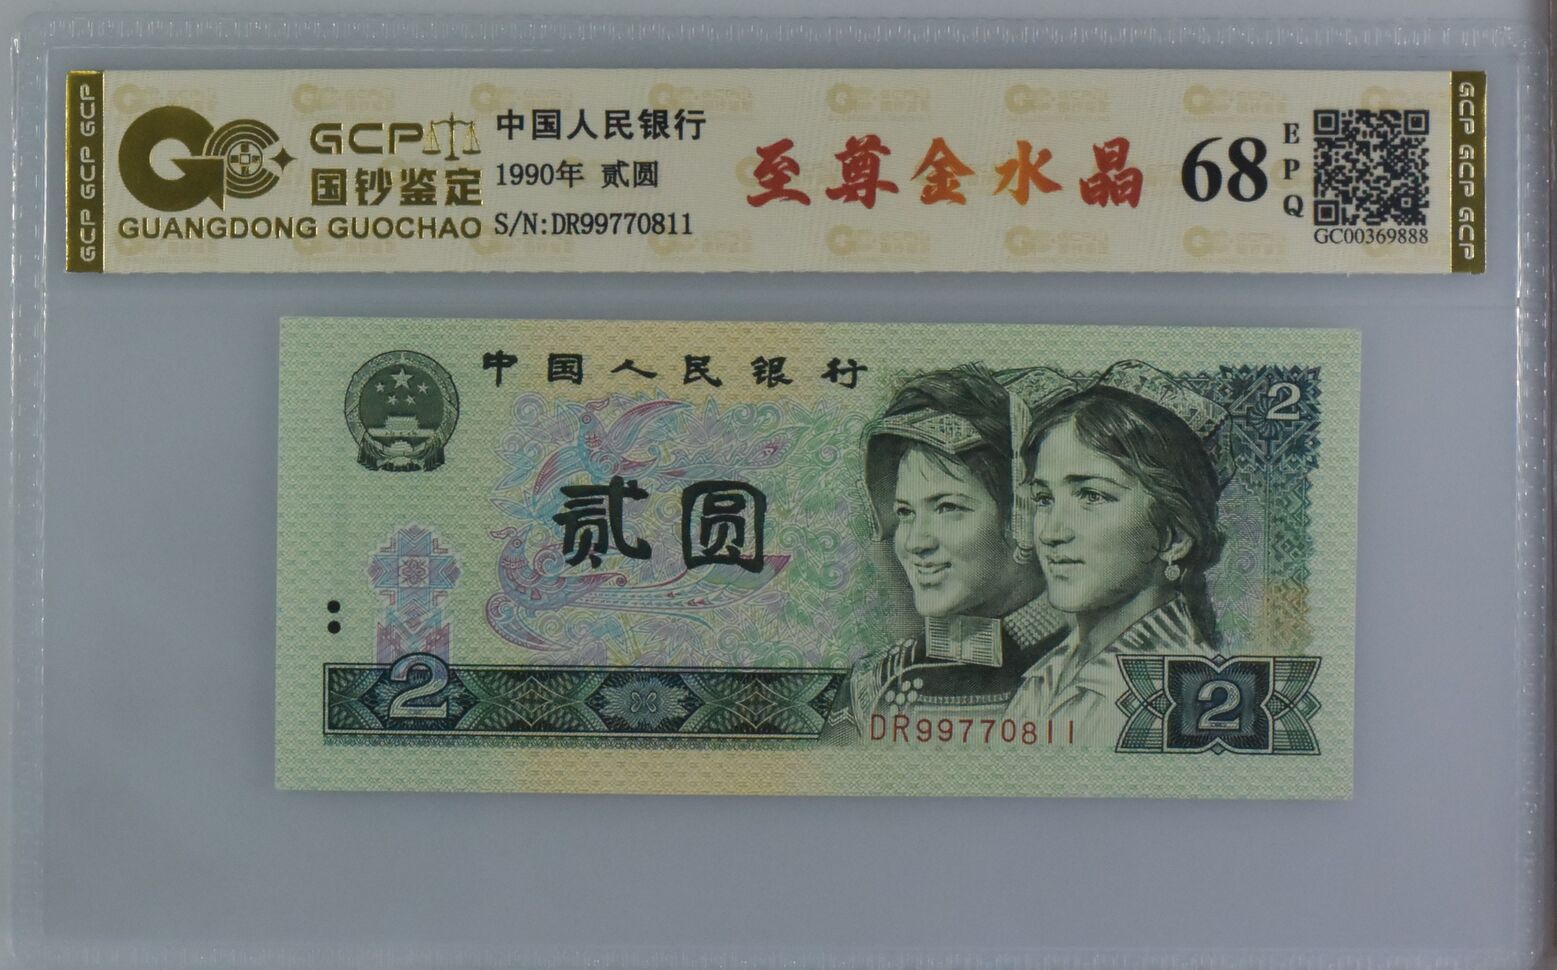 GCP GCP GCP
GCP
国钞鉴定
GUANGDONG GUOCHAO
中国人民银行
1990年 贰圆
S/N:DR99770811
至尊金水晶
68
EPQ
GC00369888
GCP GCP GCP
中国人民银行
2
贰圆
2
DR99770811
2